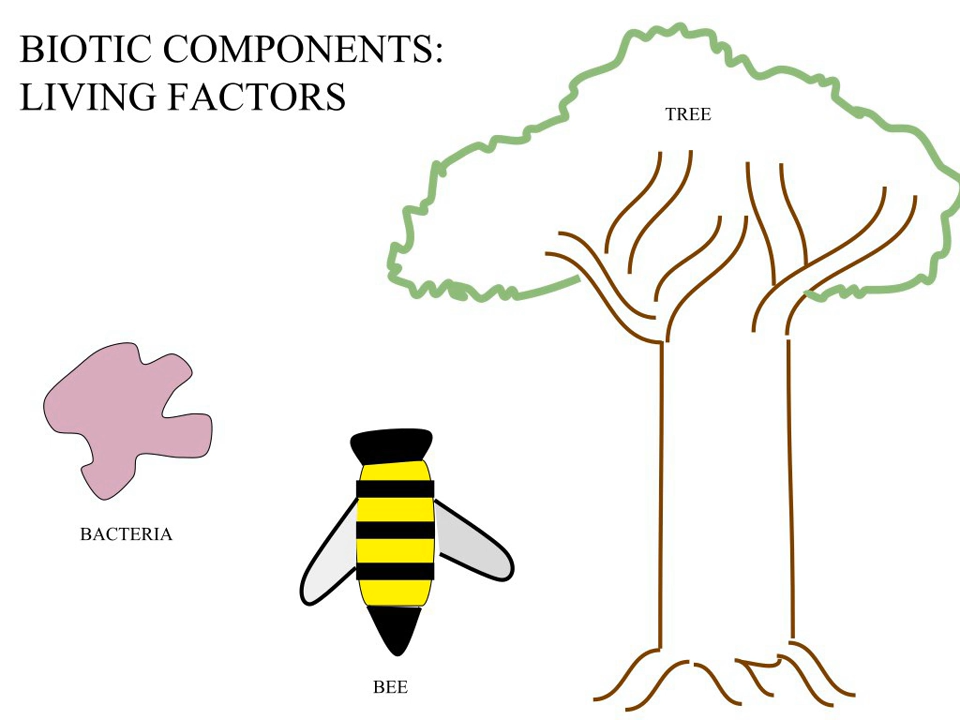 BIOTIC COMPONENTS:
LIVING FACTORS
TREE
BACTERIA
BEE